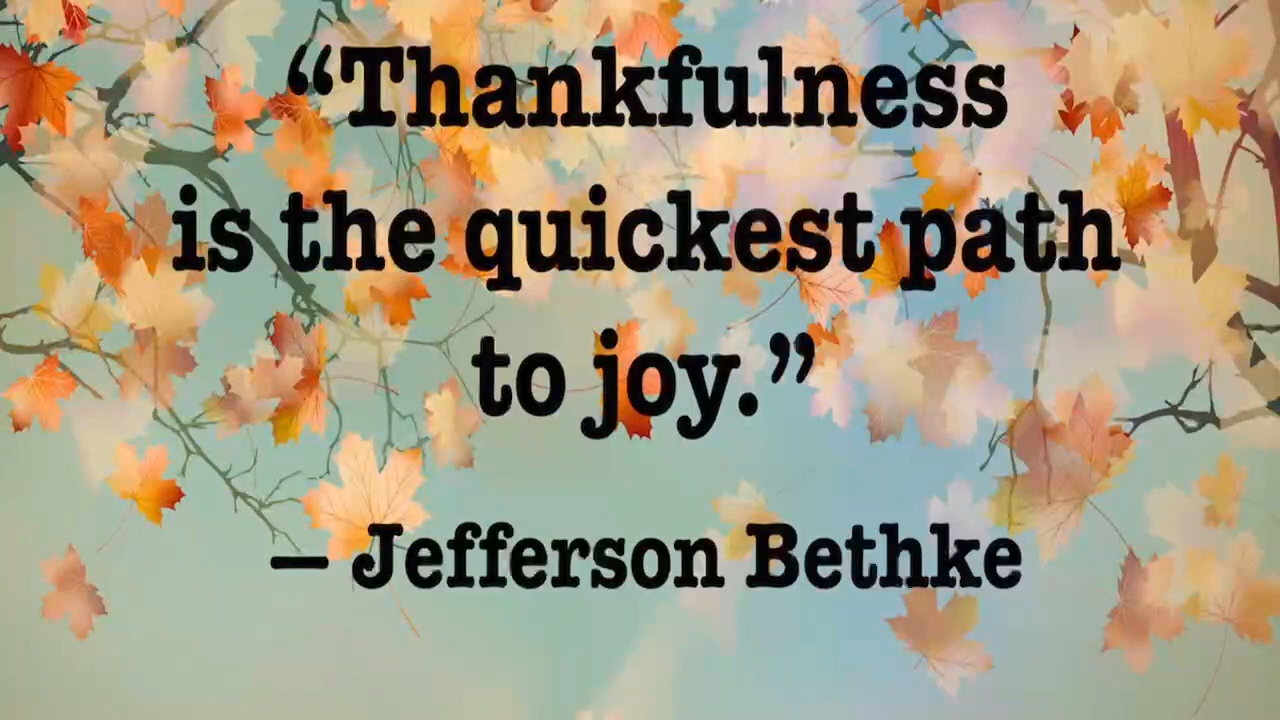 “Thankfulness
is the quickest path
to joy.”
– Jefferson Bethke